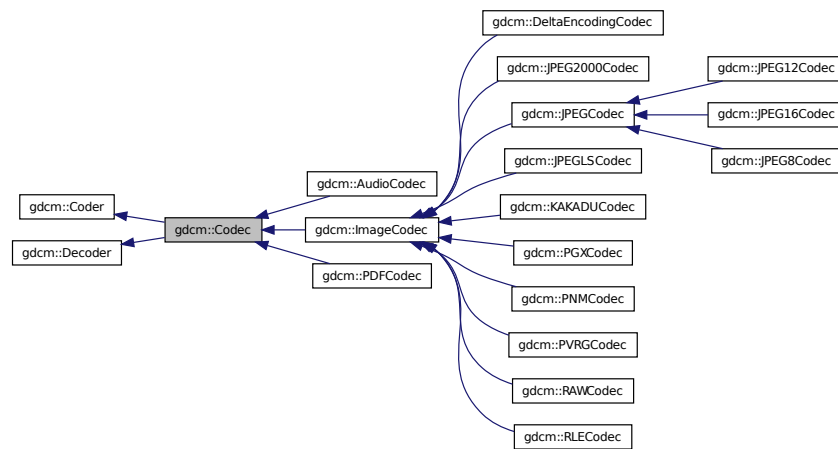 gdcm::DeltaEncodingCodec
gdcm::JPEG2000Codec
gdcm::JPEG12Codec
gdcm::JPEGCodec
gdcm::JPEG16Codec
gdcm::JPEGLSCodec
gdcm::JPEG8Codec
gdcm::AudioCodec
gdcm::Coder
gdcm::KAKADUCodec
gdcm::Codec
gdcm::ImageCodec
gdcm::Decoder
gdcm::PGXCodec
gdcm::PDFCodec
gdcm::PNMCodec
gdcm::PVRGCodec
gdcm::RAWCodec
gdcm::RLECodec